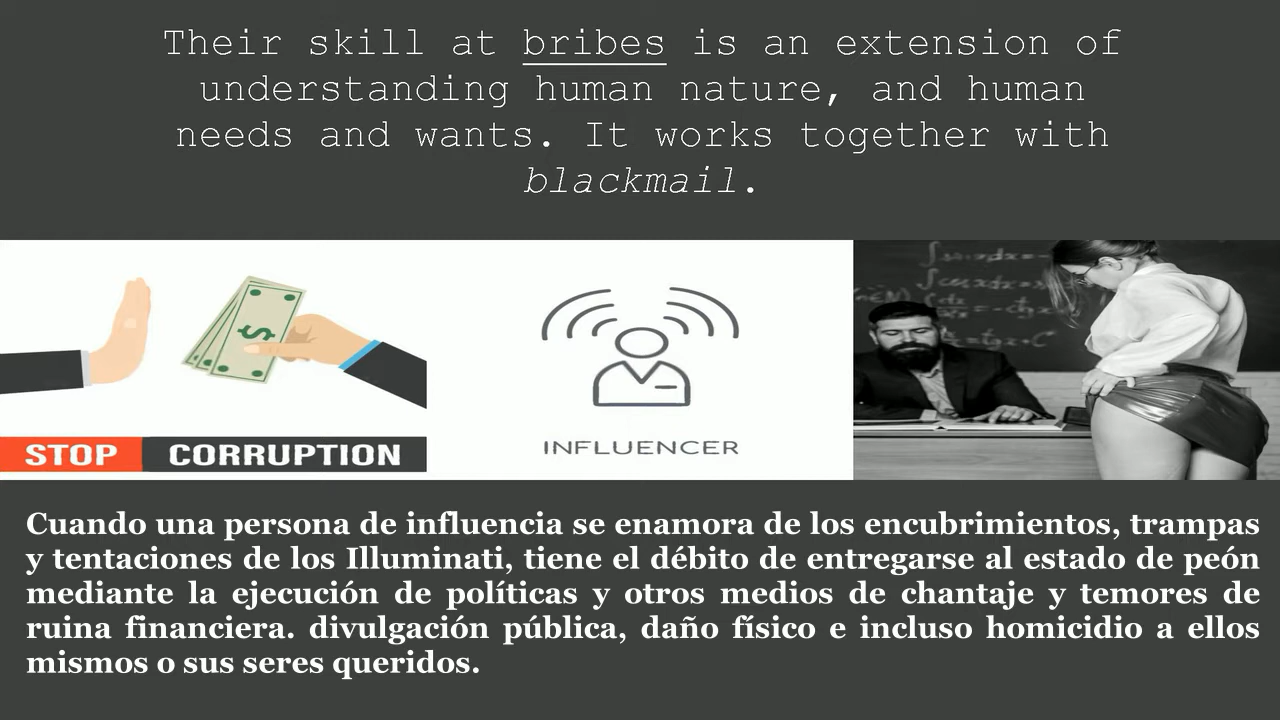 Their skill at bribes is an extension of
understanding human nature, and human
needs and wants. It works together with
blackmail.
STOP CORRUPTION
INFLUENCER
Cuando una persona de influencia se enamora de los encubrimientos, trampas
y tentaciones de los Illuminati, tiene el débito de entregarse al estado de peón
mediante la ejecución de políticas y otros medios de chantaje y temores de
ruina financiera. divulgación pública, daño físico e incluso homicidio a ellos
mismos o sus seres queridos.